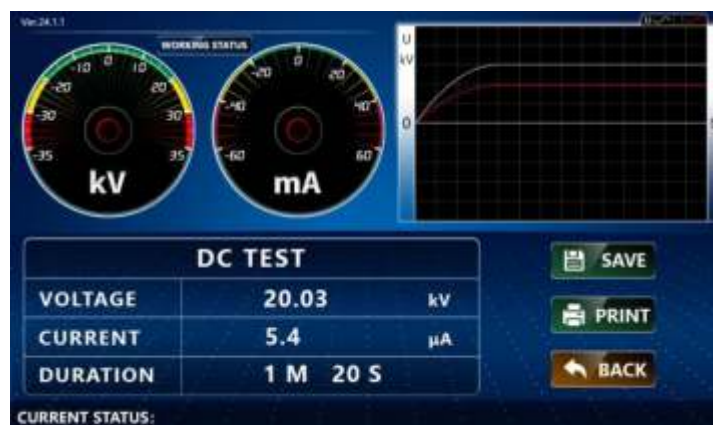 Ver.24.1.1
WORKING STATUS
-35 -30 -20 -10 0 10 20 30 35
kV
-60 -40 -20 0 20 40 60
mA
U
kV
0
DC TEST
VOLTAGE 20.03 kV
CURRENT 5.4 μA
DURATION 1 M 20 S
SAVE
PRINT
BACK
CURRENT STATUS: